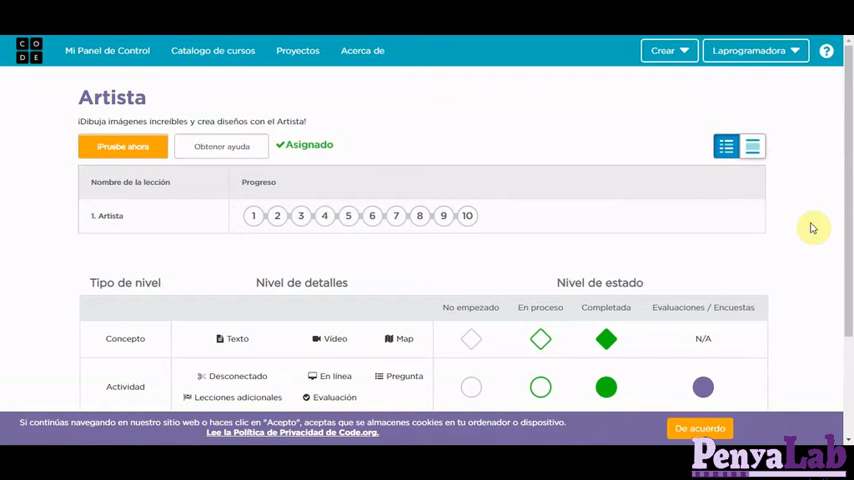 C O
D E
Mi Panel de Control Catalogo de cursos Proyectos Acerca de Crear Laprogramadora ?
Artista
¡Dibuja imágenes increíbles y crea diseños con el Artista!
¡Pruebe ahora Obtener ayuda Asignado
Nombre de la lección Progreso
1. Artista 1 2 3 4 5 6 7 8 9 10
Tipo de nivel Nivel de detalles Nivel de estado
No empezado En proceso Completada Evaluaciones / Encuestas
Concepto Texto Vídeo Map N/A
Actividad Desconectado En línea Pregunta
Lecciones adicionales Evaluación
Si continúas navegando en nuestro sitio web o haces clic en "Acepto", aceptas que se almacenes cookies en tu ordenador o dispositivo.
Lee la Política de Privacidad de Code.org.
De acuerdo
PenyaLab